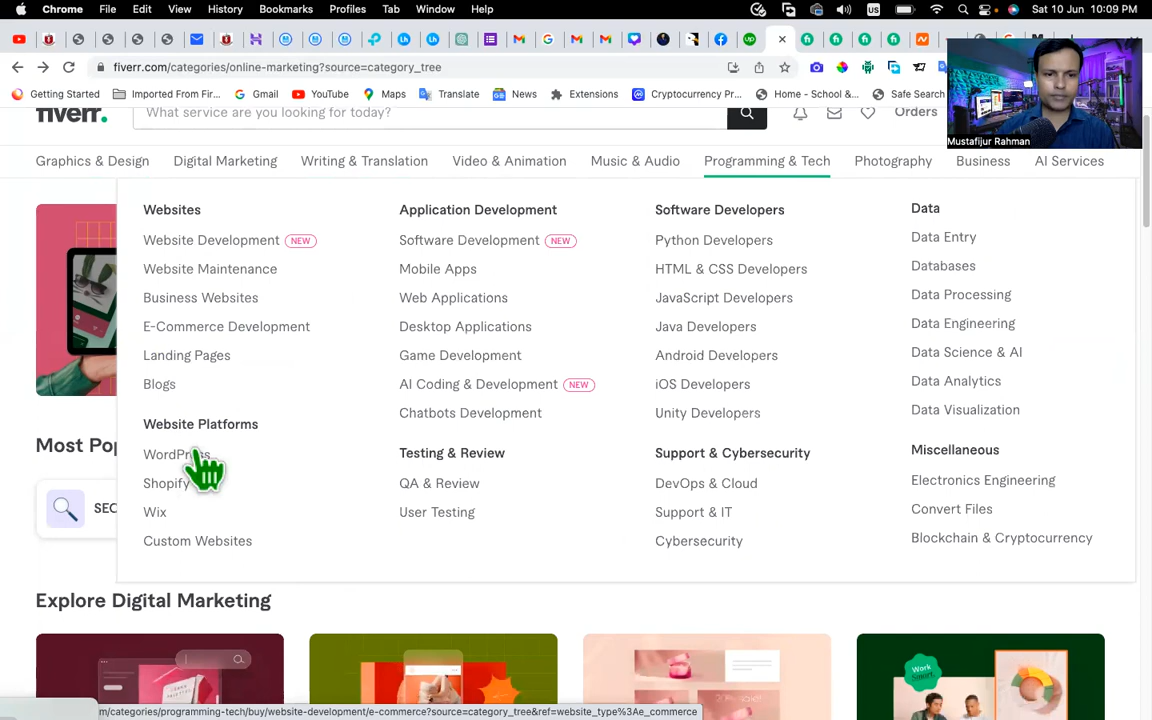 Chrome File Edit View History Bookmarks Profiles Tab Window Help US Sat 10 Jun 10:09 PM
fiverr.com/categories/online-marketing?source=category_tree
Getting Started Imported From Fir... Gmail YouTube Maps Translate News Extensions Cryptocurrency Pr... Home - School &... Safe Search
Mustafijur Rahman
fiverr. What service are you looking for today? Orders
Graphics & Design Digital Marketing Writing & Translation Video & Animation Music & Audio Programming & Tech Photography Business AI Services
Websites
Website Development NEW
Website Maintenance
Business Websites
E-Commerce Development
Landing Pages
Blogs
Website Platforms
WordPress
Shopify
Wix
Custom Websites
Application Development
Software Development NEW
Mobile Apps
Web Applications
Desktop Applications
Game Development
AI Coding & Development NEW
Chatbots Development
Testing & Review
QA & Review
User Testing
Software Developers
Python Developers
HTML & CSS Developers
JavaScript Developers
Java Developers
Android Developers
iOS Developers
Unity Developers
Support & Cybersecurity
DevOps & Cloud
Support & IT
Cybersecurity
Data
Data Entry
Databases
Data Processing
Data Engineering
Data Science & AI
Data Analytics
Data Visualization
Miscellaneous
Electronics Engineering
Convert Files
Blockchain & Cryptocurrency
Most Pop
SEO
Explore Digital Marketing
Work Smart.
m/categories/programming-tech/buy/website-development/e-commerce?source=category_tree&ref=website_type%3Ae_commerce